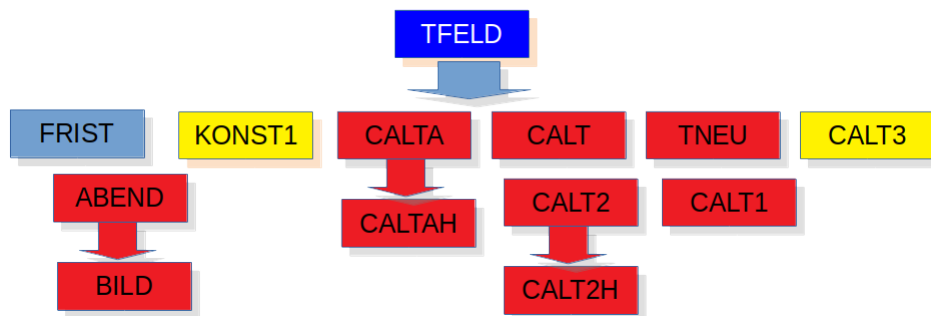 TFELD
FRIST KONST1 CALTA CALT TNEU CALT3
ABEND CALT2 CALT1
CALTAH
BILD CALT2H